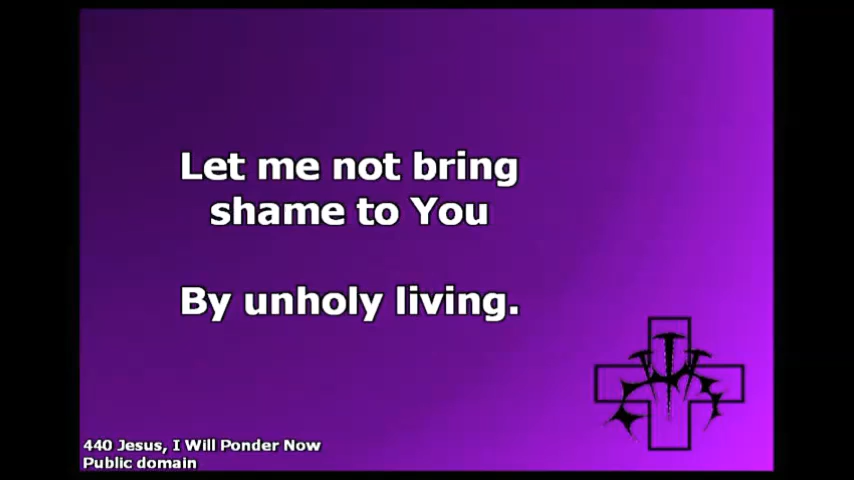 Let me not bring
shame to You
By unholy living.
440 Jesus, I Will Ponder Now
Public domain